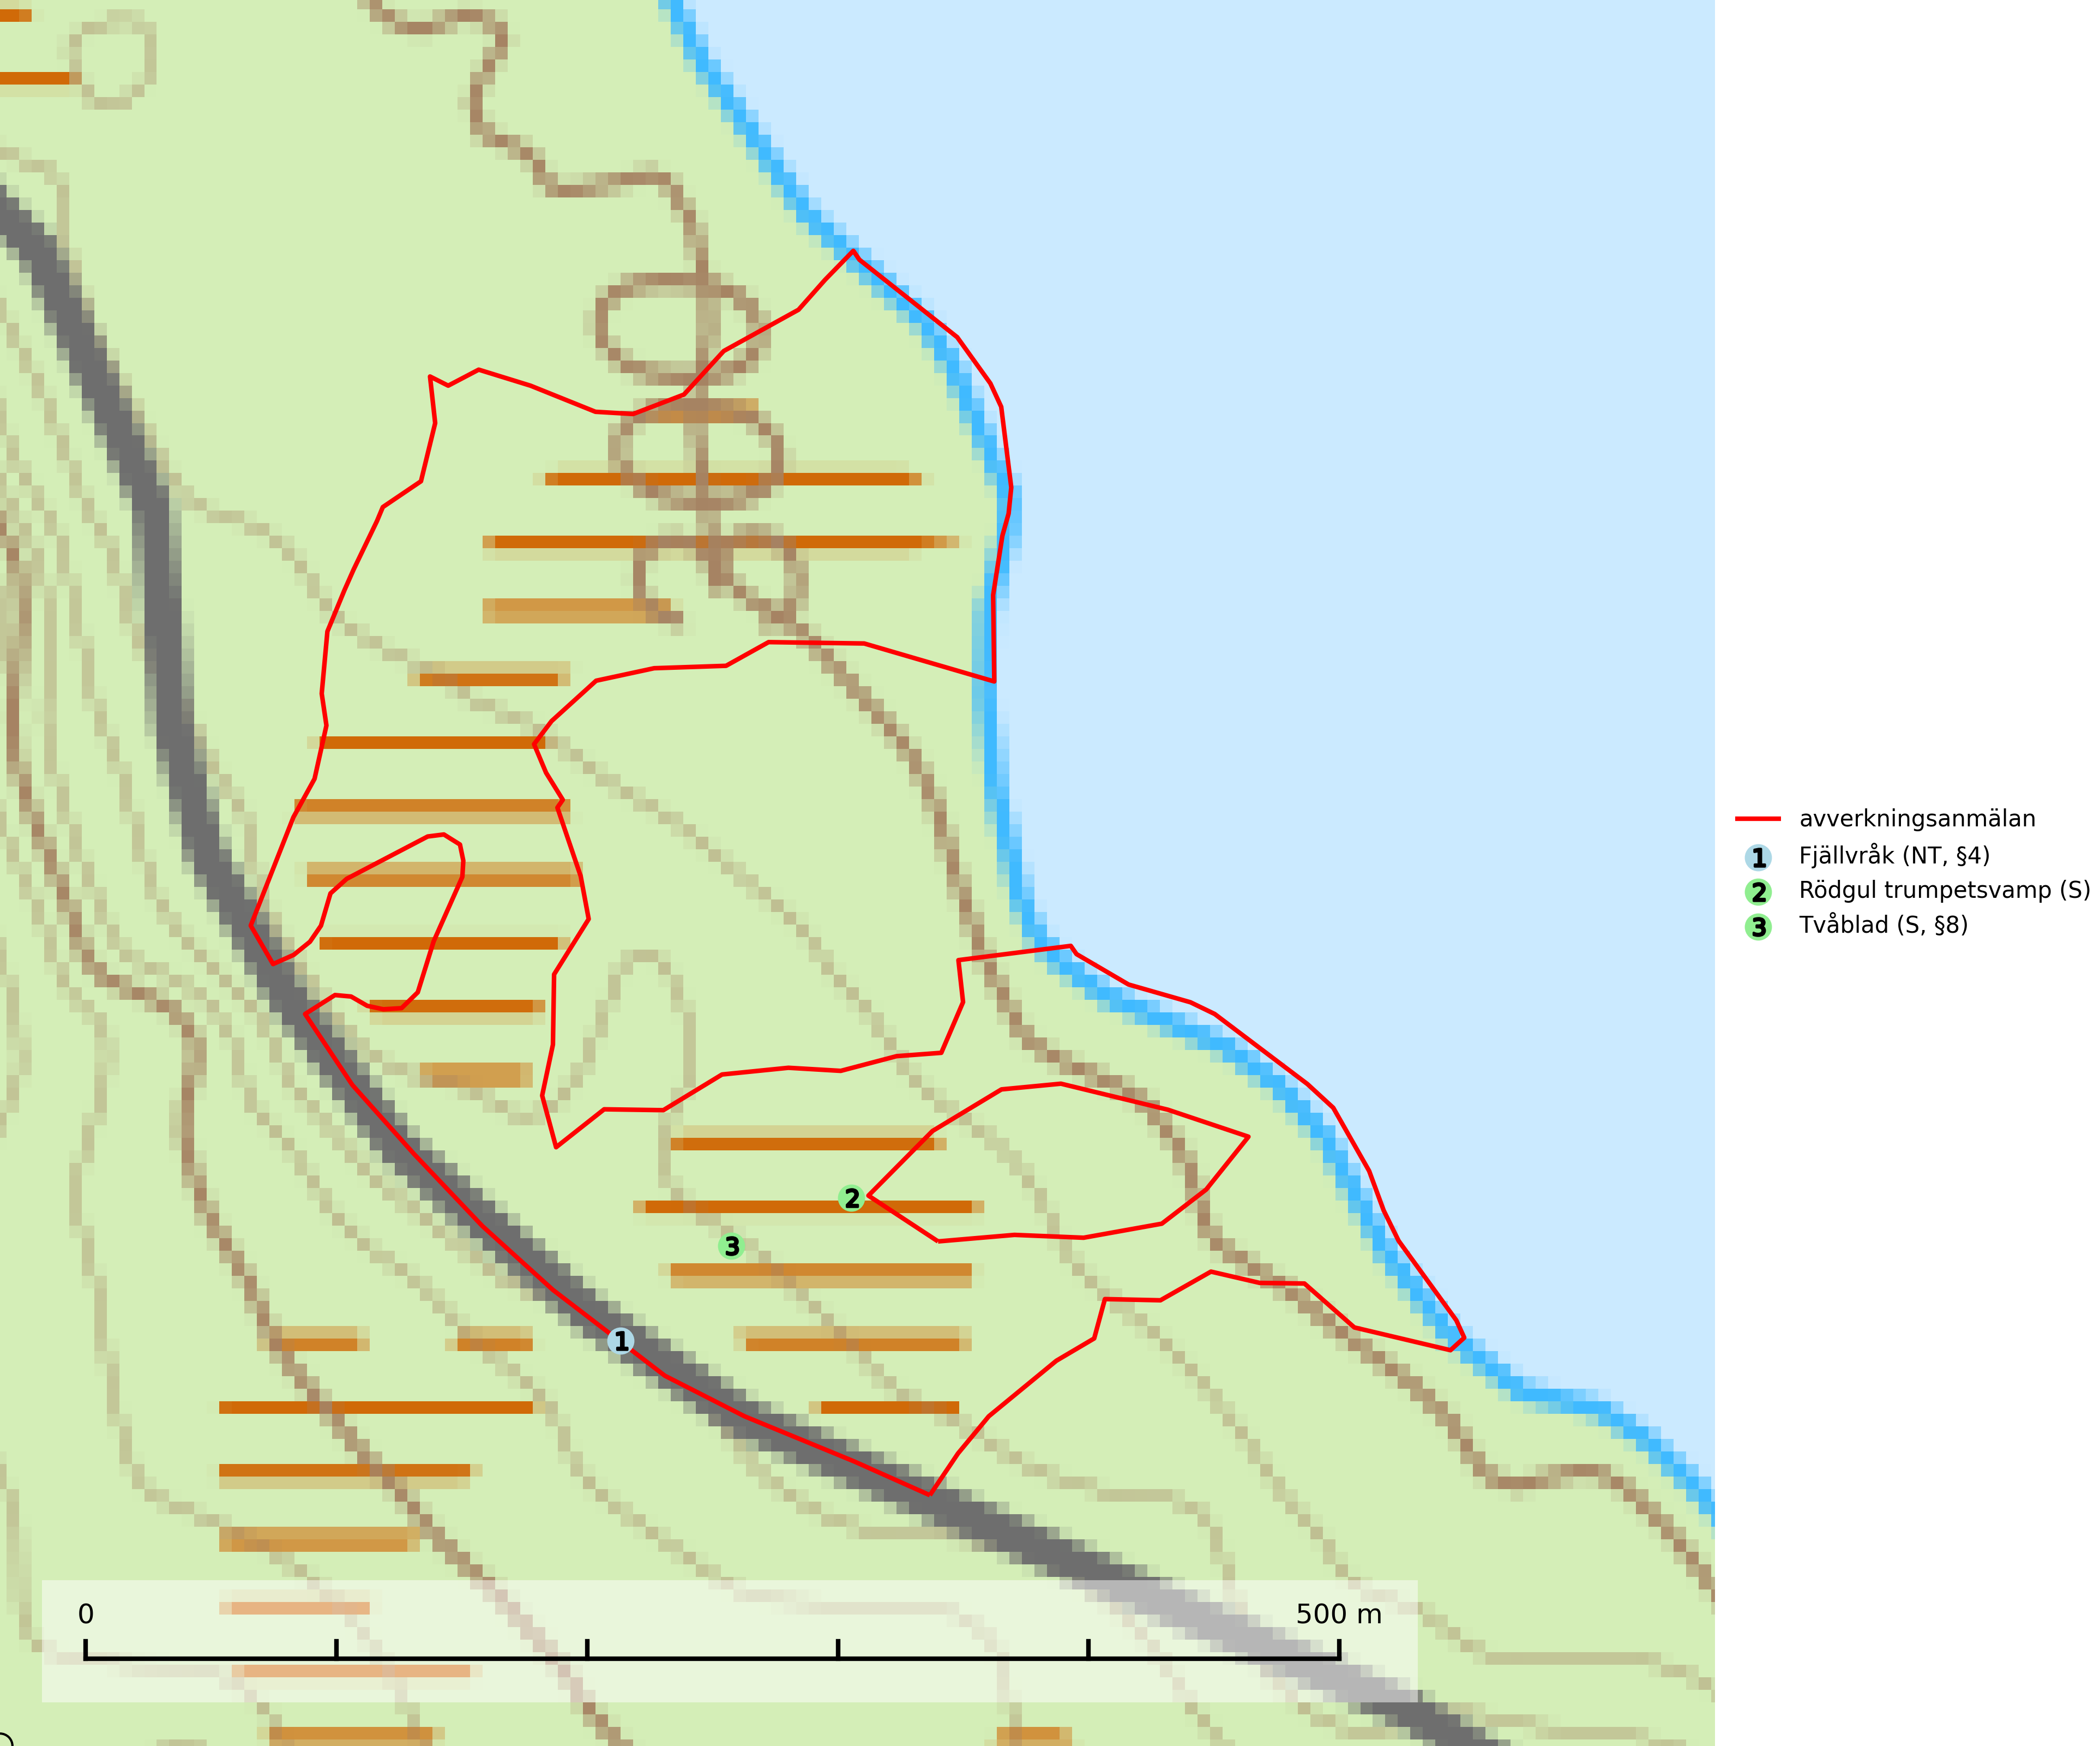 avverkningsanmälan
1 Fjällvråk (NT, §4)
2 Rödgul trumpetsvamp (S)
3 Tvåblad (S, §8)
2
3
1
0 500 m